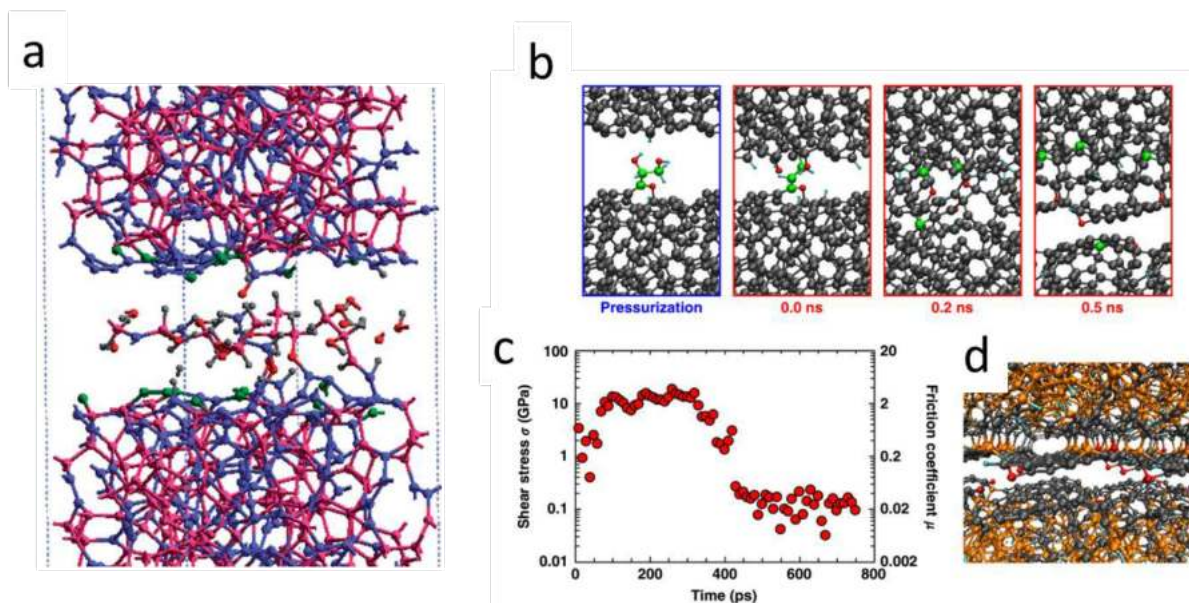 a
b
Pressurization
0.0 ns
0.2 ns
0.5 ns
c
100
10
1
0.1
0.01
Shear stress σ (GPa)
20
2
0.2
0.02
0.002
Friction coefficient μ
0 200 400 600 800
Time (ps)
d